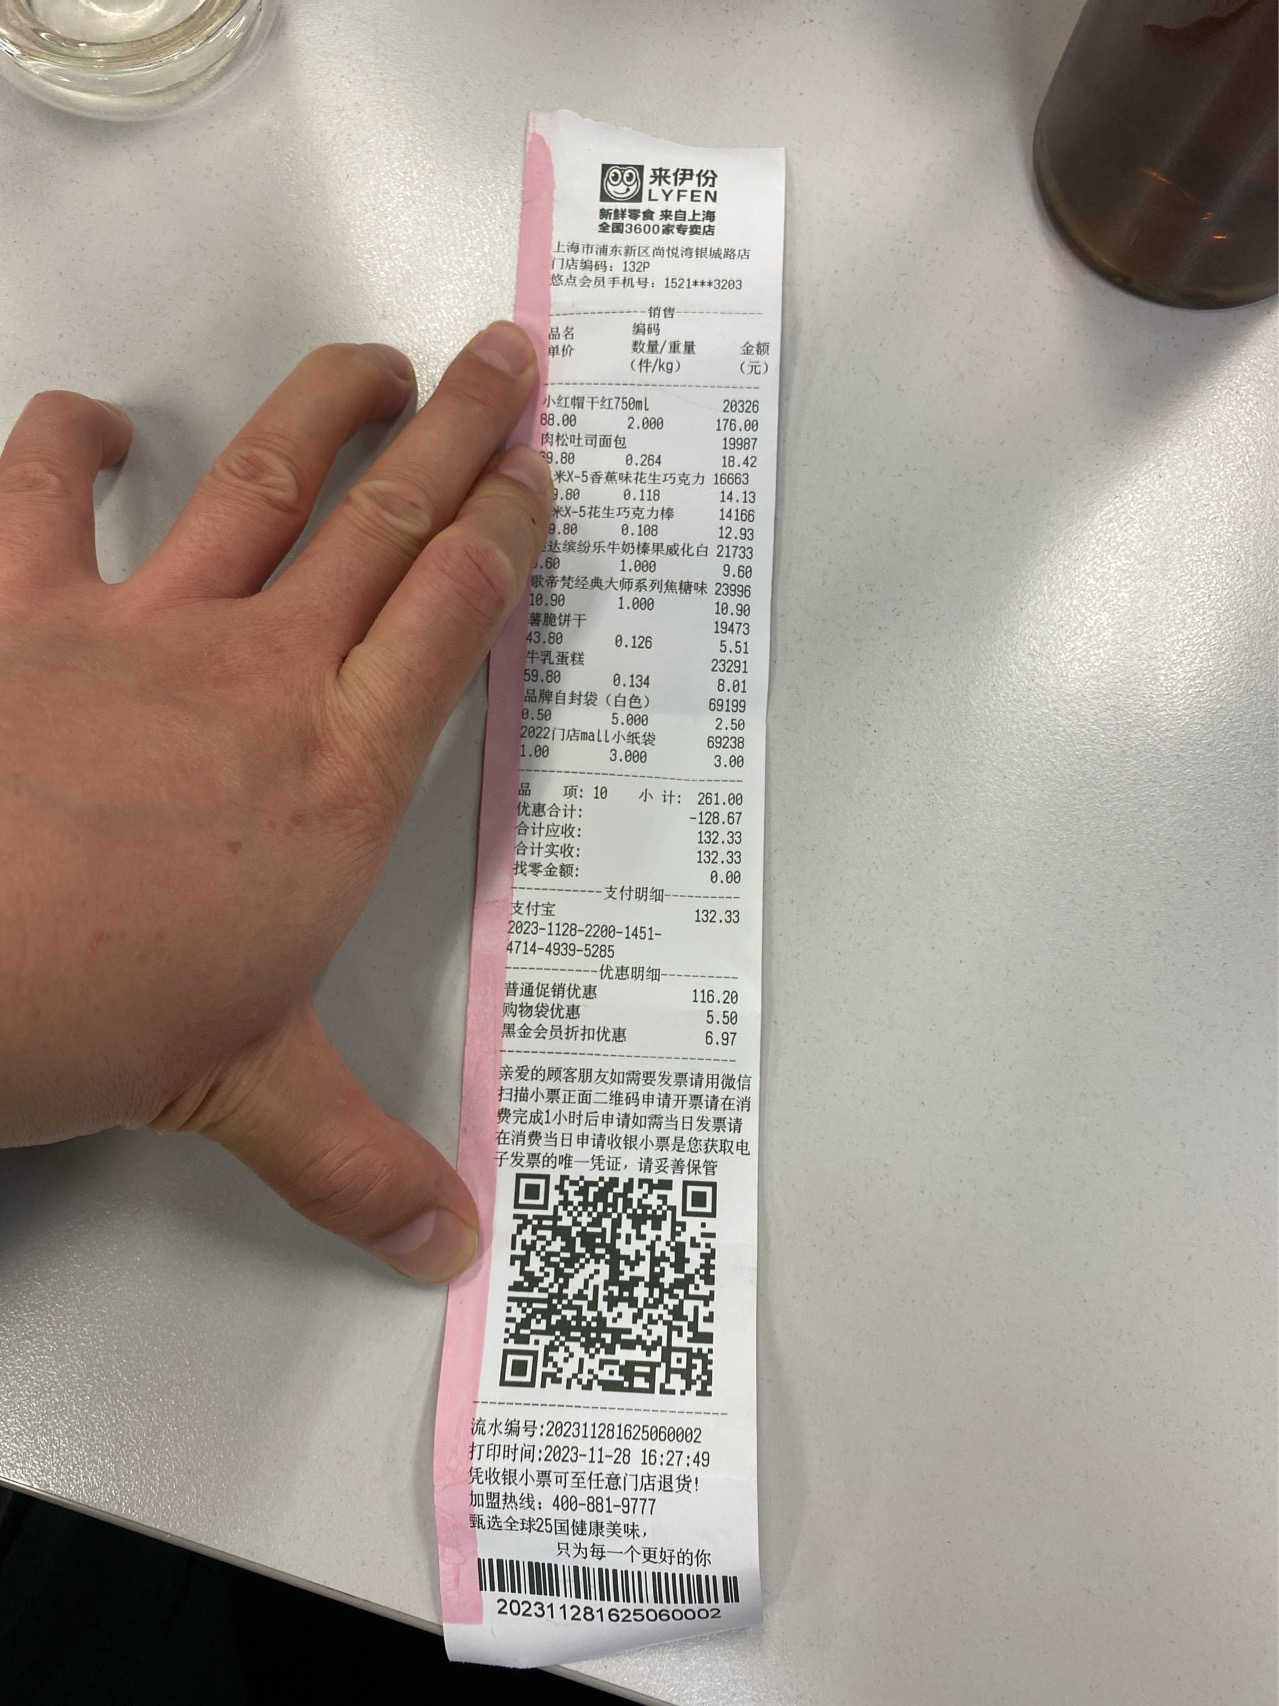 来伊份
LYFEN
新鲜零食 来自上海
全国3600家专卖店
上海市浦东新区尚悦湾银城路店
门店编码：132P
悠点会员手机号：1521***3203
销售
品名 编码
单价 数量/重量 金额
（件/kg） （元）
小红帽干红750ml 20326
88.00 2.000 176.00
肉松吐司面包 19987
9.80 0.264 18.42
米X-5香蕉味花生巧克力 16663
9.80 0.118 14.13
米X-5花生巧克力棒 14166
9.80 0.108 12.93
达缤纷乐牛奶榛果威化白 21733
.60 1.000 9.60
歌帝梵经典大师系列焦糖味 23996
10.90 1.000 10.90
薯脆饼干 19473
43.80 0.126 5.51
牛乳蛋糕 23291
59.80 0.134 8.01
品牌自封袋（白色） 69199
0.50 5.000 2.50
2022门店mall小纸袋 69238
1.00 3.000 3.00
品 项: 10 小 计: 261.00
优惠合计: -128.67
合计应收: 132.33
合计实收: 132.33
找零金额: 0.00
支付明细
支付宝 132.33
2023-1128-2200-1451-
4714-4939-5285
优惠明细
普通促销优惠 116.20
购物袋优惠 5.50
黑金会员折扣优惠 6.97
亲爱的顾客朋友如需要发票请用微信
扫描小票正面二维码申请开票请在消
费完成1小时后申请如需当日发票请
在消费当日申请收银小票是您获取电
子发票的唯一凭证，请妥善保管
流水编号:202311281625060002
打印时间:2023-11-28 16:27:49
凭收银小票可至任意门店退货!
加盟热线: 400-881-9777
甄选全球25国健康美味，
只为每一个更好的你
202311281625060002